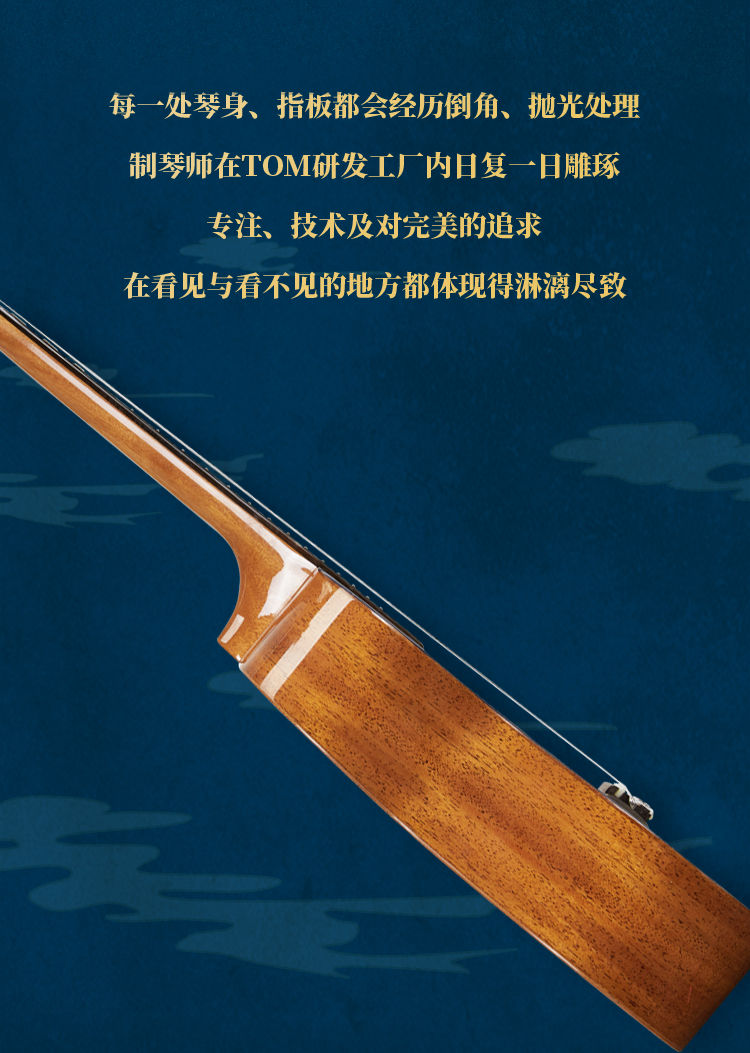 每一处琴身、指板都会经历倒角、抛光处理
制琴师在TOM研发工厂内日复一日雕琢
专注、技术及对完美的追求
在看见与看不见的地方都体现得淋漓尽致